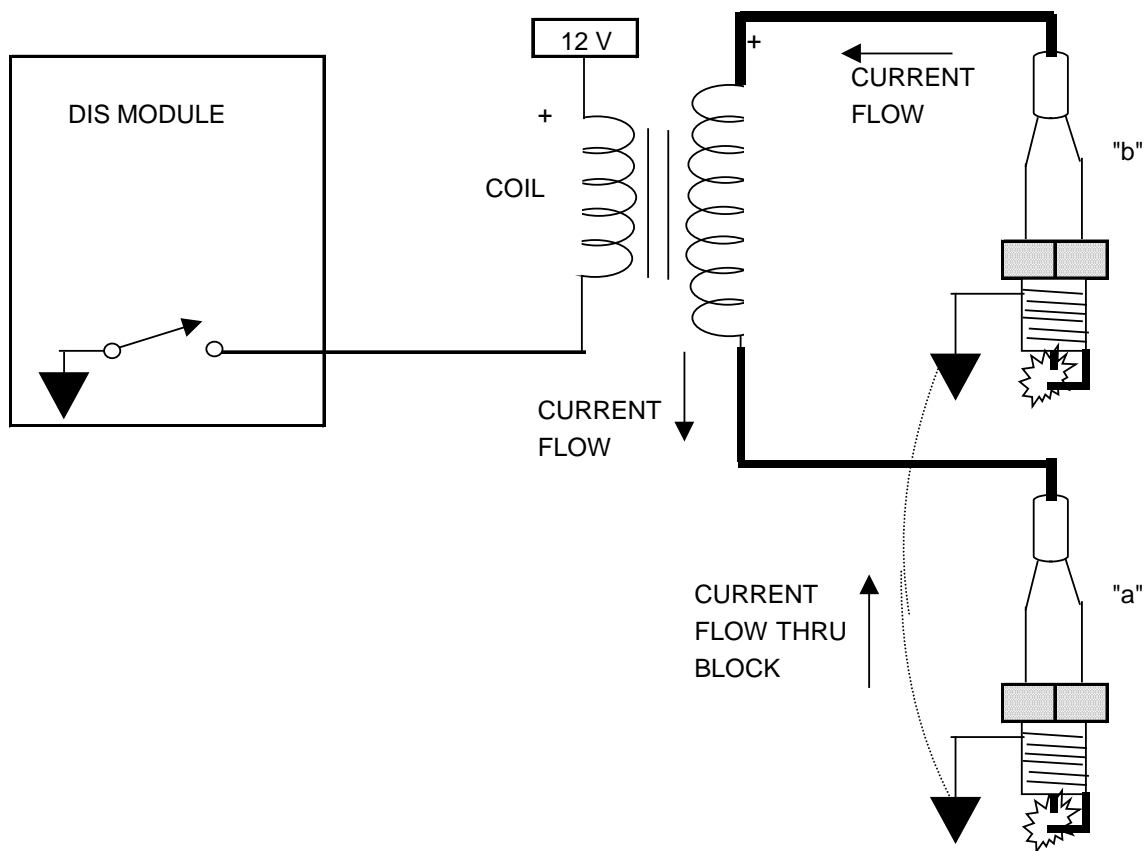 12 V
+
CURRENT
FLOW
DIS MODULE
+
"b"
COIL
CURRENT
FLOW
CURRENT
FLOW THRU
BLOCK
"a"